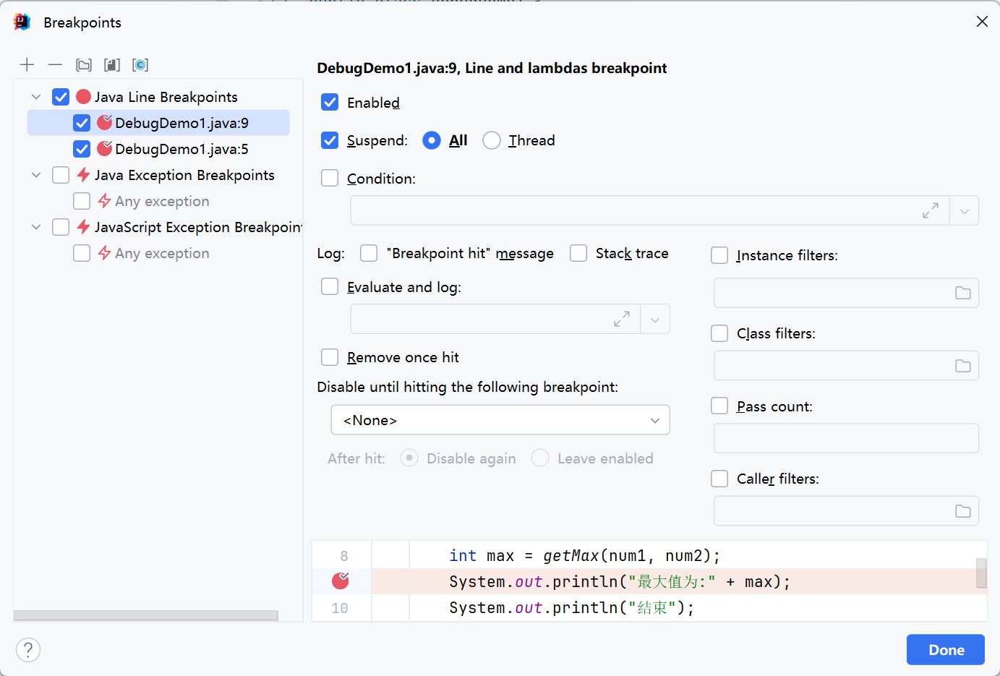 Breakpoints
Java Line Breakpoints
DebugDemo1.java:9
DebugDemo1.java:5
Java Exception Breakpoints
Any exception
JavaScript Exception Breakpoin
Any exception
DebugDemo1.java:9, Line and lambdas breakpoint
Enabled
Suspend: All Thread
Condition:
Log: "Breakpoint hit" message Stack trace
Evaluate and log:
Remove once hit
Disable until hitting the following breakpoint:
<None>
After hit: Disable again Leave enabled
Instance filters:
Class filters:
Pass count:
Caller filters:
8 int max = getMax(num1, num2);
System.out.println("最大值为:" + max);
10 System.out.println("结束");
? Done